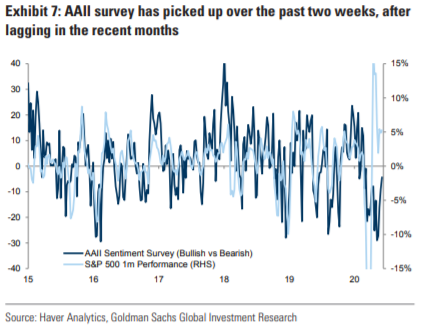 Exhibit 7: AAII survey has picked up over the past two weeks, after
lagging in the recent months
40 15%
30 10%
20
10 5%
0 0%
-10
-20 -5%
-30 -10%
-40 -15%
AAII Sentiment Survey (Bullish vs Bearish)
S&P 500 1m Performance (RHS)
15 16 17 18 19 20
Source: Haver Analytics, Goldman Sachs Global Investment Research